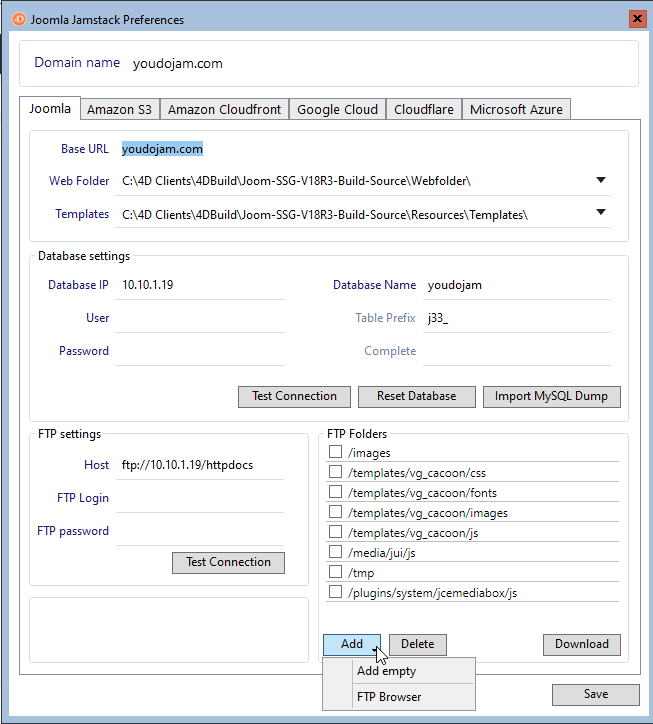 4D Joomla Jamstack Preferences
Domain name youdojam.com
Joomla Amazon S3 Amazon Cloudfront Google Cloud Cloudflare Microsoft Azure
Base URL youdojam.com
Web Folder C:\4D Clients\4DBuild\Joom-SSG-V18R3-Build-Source\Webfolder\
Templates C:\4D Clients\4DBuild\Joom-SSG-V18R3-Build-Source\Resources\Templates\
Database settings
Database IP 10.10.1.19 Database Name youdojam
User Table Prefix j33_
Password Complete
Test Connection Reset Database Import MySQL Dump
FTP settings
Host ftp://10.10.1.19/httpdocs
FTP Login
FTP password
Test Connection
FTP Folders
/images
/templates/vg_cacoon/css
/templates/vg_cacoon/fonts
/templates/vg_cacoon/images
/templates/vg_cacoon/js
/media/jui/js
/tmp
/plugins/system/jcemediabox/js
Add Delete Download
Add empty
FTP Browser
Save